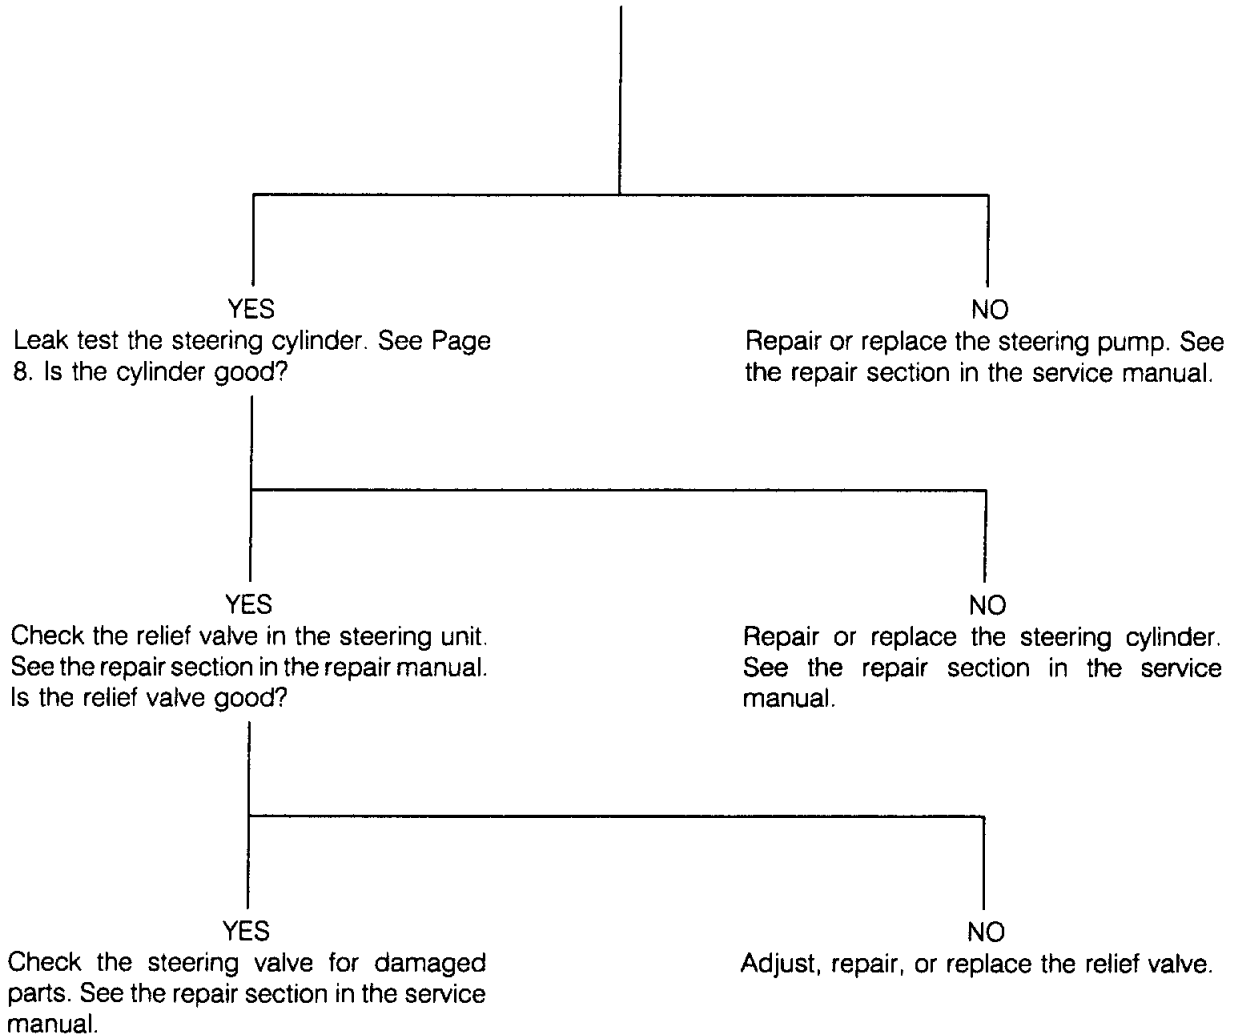 YES
Leak test the steering cylinder. See Page
8. Is the cylinder good?
NO
Repair or replace the steering pump. See
the repair section in the service manual.
YES
Check the relief valve in the steering unit.
See the repair section in the repair manual.
Is the relief valve good?
NO
Repair or replace the steering cylinder.
See the repair section in the service
manual.
YES
Check the steering valve for damaged
parts. See the repair section in the service
manual.
NO
Adjust, repair, or replace the relief valve.